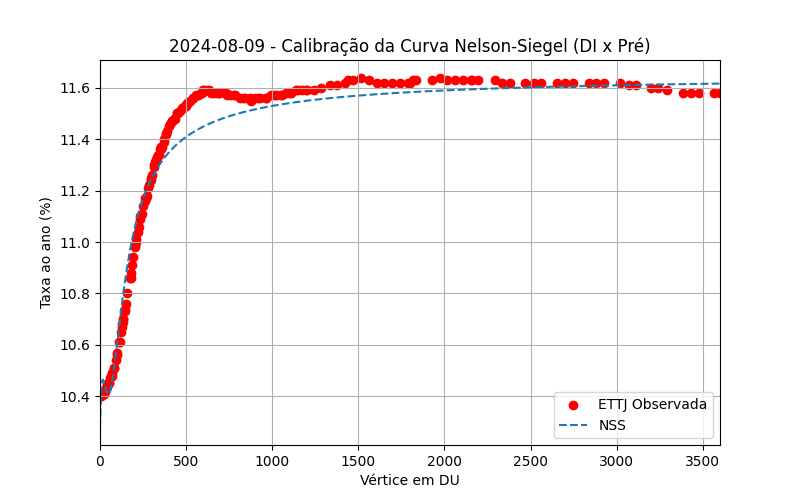 2024-08-09 - Calibração da Curva Nelson-Siegel (DI x Pré)
Taxa ao ano (%)
11.6
11.4
11.2
11.0
10.8
10.6
10.4
ETTJ Observada
NSS
0 500 1000 1500 2000 2500 3000 3500
Vértice em DU